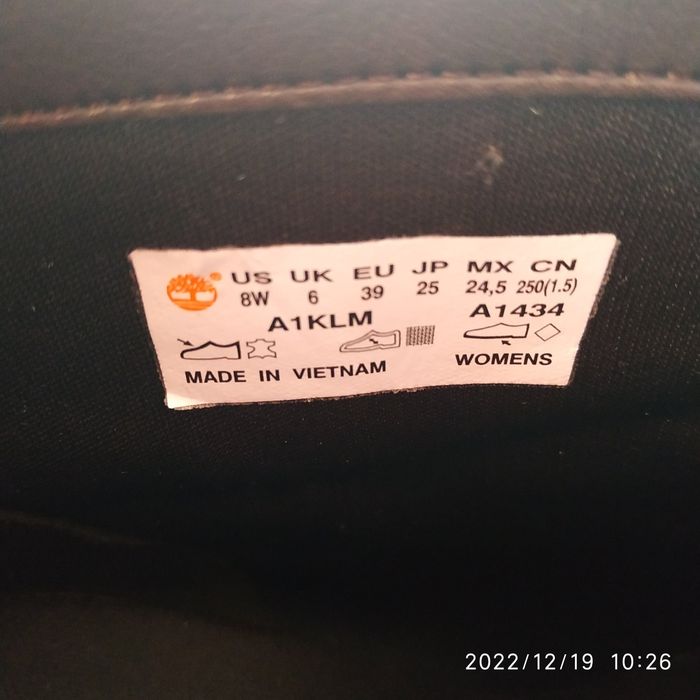 US UK EU JP MX CN
8W 6 39 25 24,5 250(1.5)
A1KLM A1434
MADE IN VIETNAM WOMENS
2022/12/19 10:26